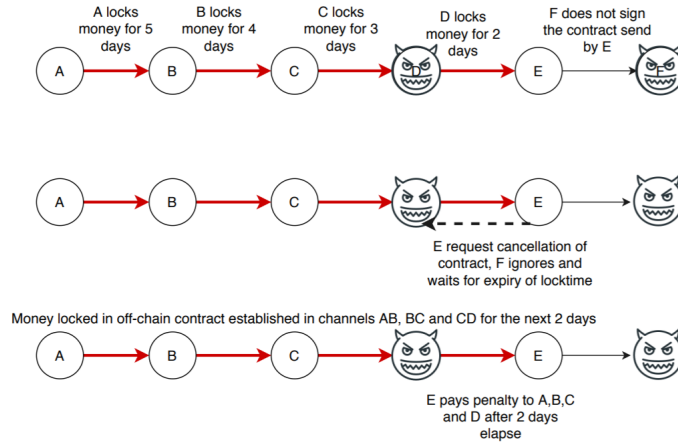 A locks
money for 5
days
B locks
money for 4
days
C locks
money for 3
days
D locks
money for 2
days
F does not sign
the contract send
by E
A
B
C
D
E
F
A
B
C
E
E request cancellation of
contract, F ignores and
waits for expiry of locktime
Money locked in off-chain contract established in channels AB, BC and CD for the next 2 days
A
B
C
E
E pays penalty to A,B,C
and D after 2 days
elapse